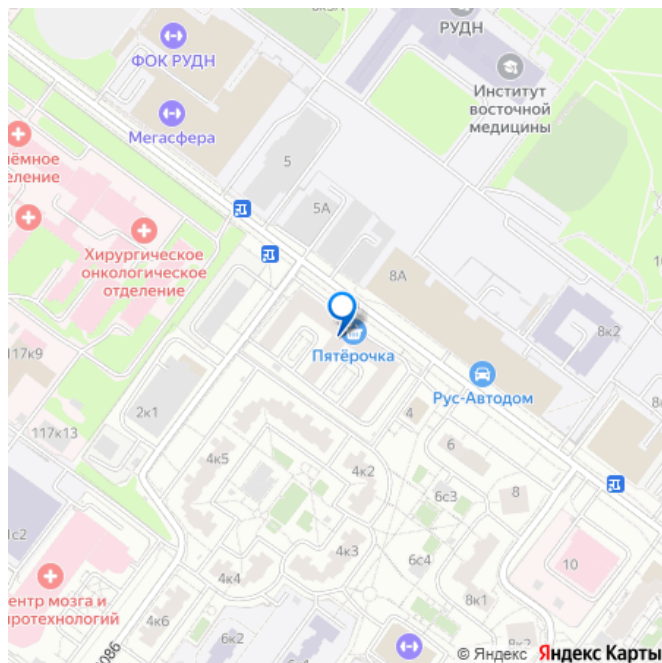 РУДН
ФОК РУДН
Институт
восточной
медицины
Мегасфера
5
5А
Хирургическое
онкологическое
отделение
8А
8к2
117к9
Пятёрочка
Рус-Автодом
2к1
4
117к13
6
4к5
4к2
8
6с3
4к3
6с4
10
4к4
8к1
4к6
6к2
© Яндекс Яндекс Карты